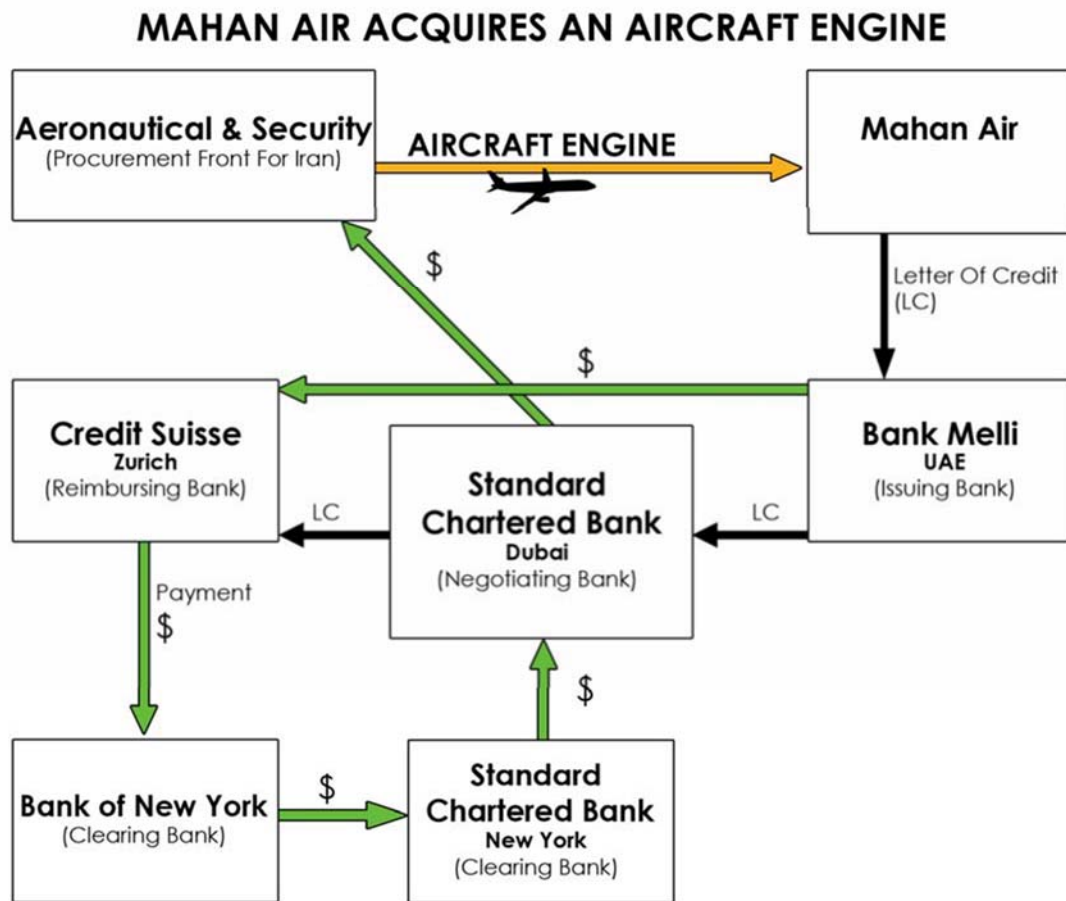 MAHAN AIR ACQUIRES AN AIRCRAFT ENGINE
Aeronautical & Security
(Procurement Front For Iran)
AIRCRAFT ENGINE
Mahan Air
$
Letter Of Credit
(LC)
$
Credit Suisse
Zurich
(Reimbursing Bank)
LC
Standard
Chartered Bank
Dubai
(Negotiating Bank)
LC
Bank Melli
UAE
(Issuing Bank)
Payment
$
$
Bank of New York
(Clearing Bank)
$
Standard
Chartered Bank
New York
(Clearing Bank)